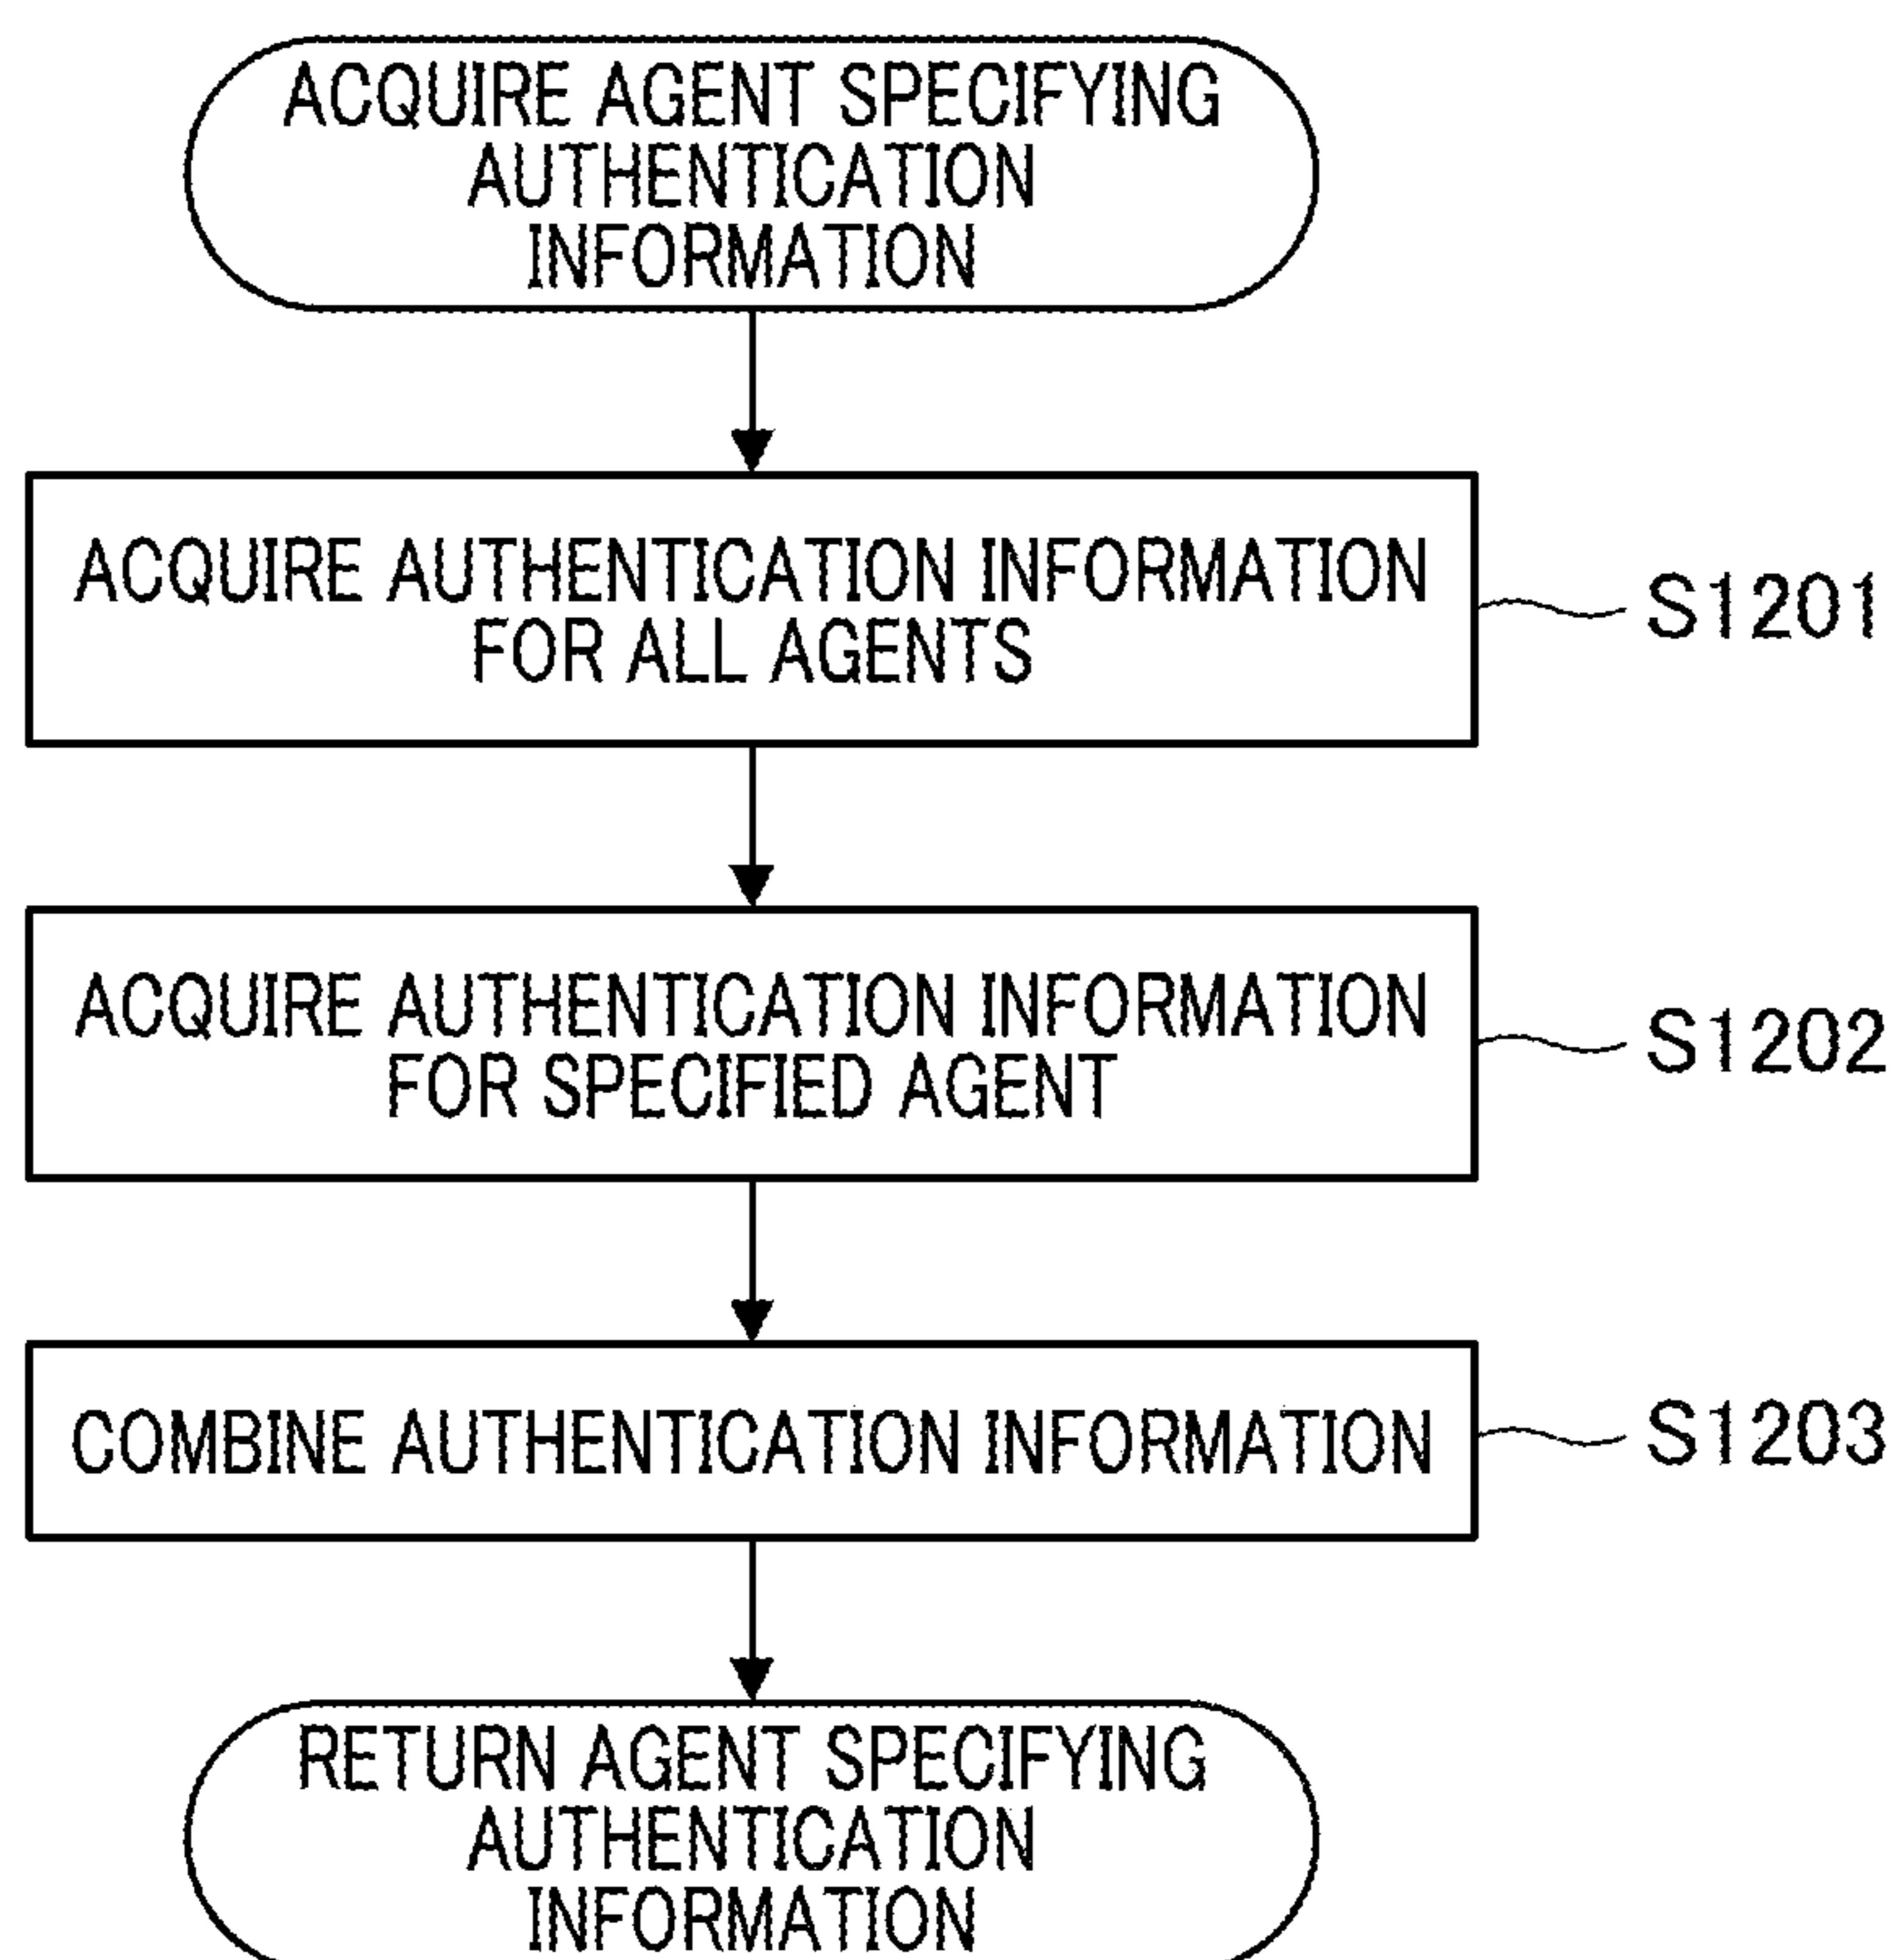 ACQUIRE AGENT SPECIFYING
AUTHENTICATION
INFORMATION
ACQUIRE AUTHENTICATION INFORMATION
FOR ALL AGENTS
S1201
ACQUIRE AUTHENTICATION INFORMATION
FOR SPECIFIED AGENT
S1202
COMBINE AUTHENTICATION INFORMATION
S1203
RETURN AGENT SPECIFYING
AUTHENTICATION
INFORMATION